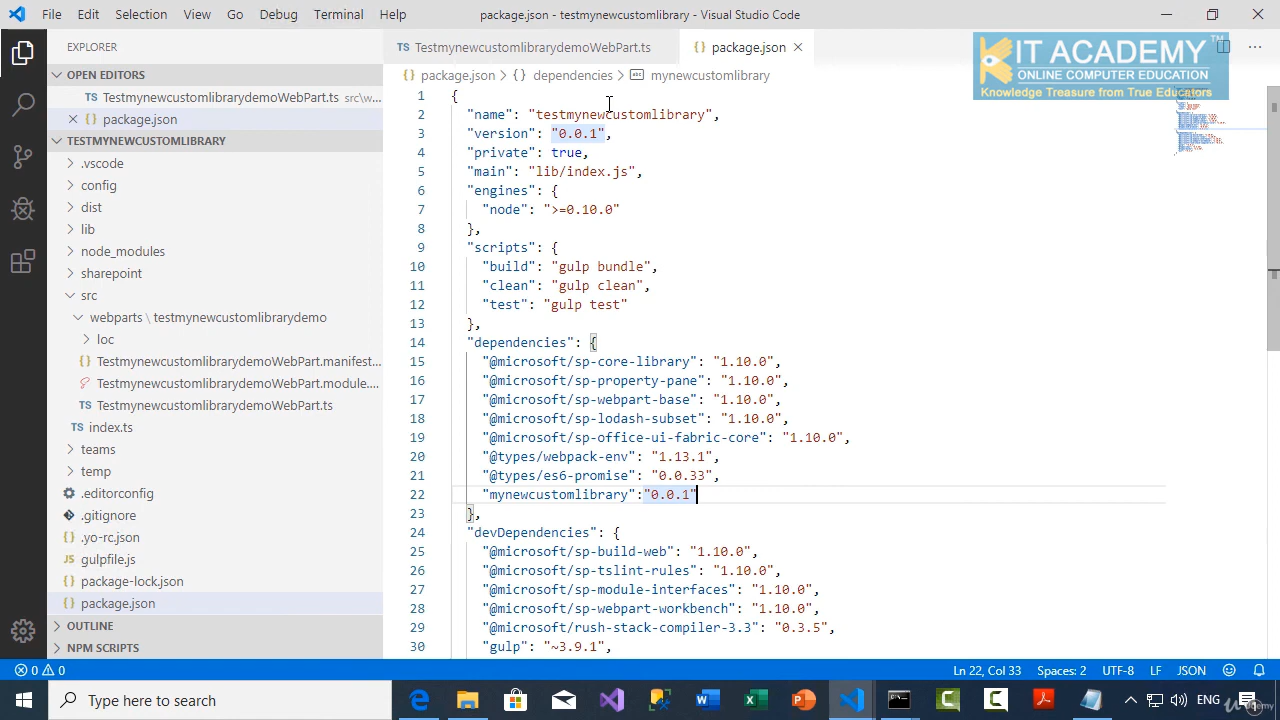 File Edit Selection View Go Debug Terminal Help package.json - testmynewcustomlibrary - Visual Studio Code
EXPLORER
OPEN EDITORS
TS TestmynewcustomlibrarydemoWebPart.ts src\w...
{} package.json
TESTMYNEWCUSTOMLIBRARY
.vscode
config
dist
lib
node_modules
sharepoint
src
webparts \ testmynewcustomlibrarydemo
loc
{} TestmynewcustomlibrarydemoWebPart.manifest...
TestmynewcustomlibrarydemoWebPart.module....
TS TestmynewcustomlibrarydemoWebPart.ts
TS index.ts
teams
temp
.editorconfig
.gitignore
{} .yo-rc.json
gulpfile.js
{} package-lock.json
{} package.json
OUTLINE
NPM SCRIPTS
TS TestmynewcustomlibrarydemoWebPart.ts {} package.json
{} package.json > {} dependencies > abc mynewcustomlibrary
KIT ACADEMY TM
ONLINE COMPUTER EDUCATION
Knowledge Treasure from True Educators
1 {
2 "name": "testmynewcustomlibrary",
3 "version": "0.0.1",
4 "private": true,
5 "main": "lib/index.js",
6 "engines": {
7 "node": ">=0.10.0"
8 },
9 "scripts": {
10 "build": "gulp bundle",
11 "clean": "gulp clean",
12 "test": "gulp test"
13 },
14 "dependencies": {
15 "@microsoft/sp-core-library": "1.10.0",
16 "@microsoft/sp-property-pane": "1.10.0",
17 "@microsoft/sp-webpart-base": "1.10.0",
18 "@microsoft/sp-lodash-subset": "1.10.0",
19 "@microsoft/sp-office-ui-fabric-core": "1.10.0",
20 "@types/webpack-env": "1.13.1",
21 "@types/es6-promise": "0.0.33",
22 "mynewcustomlibrary":"0.0.1"
23 },
24 "devDependencies": {
25 "@microsoft/sp-build-web": "1.10.0",
26 "@microsoft/sp-tslint-rules": "1.10.0",
27 "@microsoft/sp-module-interfaces": "1.10.0",
28 "@microsoft/sp-webpart-workbench": "1.10.0",
29 "@microsoft/rush-stack-compiler-3.3": "0.3.5",
30 "gulp": "~3.9.1",
0 0 Ln 22, Col 33 Spaces: 2 UTF-8 LF JSON
Type here to search ENG